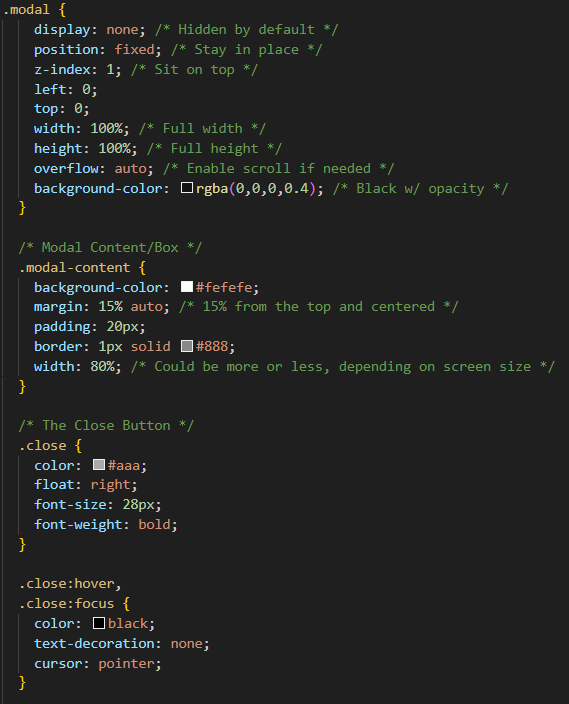 .modal {
display: none; /* Hidden by default */
position: fixed; /* Stay in place */
z-index: 1; /* Sit on top */
left: 0;
top: 0;
width: 100%; /* Full width */
height: 100%; /* Full height */
overflow: auto; /* Enable scroll if needed */
background-color: rgba(0,0,0,0.4); /* Black w/ opacity */
}
/* Modal Content/Box */
.modal-content {
background-color: #fefefe;
margin: 15% auto; /* 15% from the top and centered */
padding: 20px;
border: 1px solid #888;
width: 80%; /* Could be more or less, depending on screen size */
}
/* The Close Button */
.close {
color: #aaa;
float: right;
font-size: 28px;
font-weight: bold;
}
.close:hover,
.close:focus {
color: black;
text-decoration: none;
cursor: pointer;
}